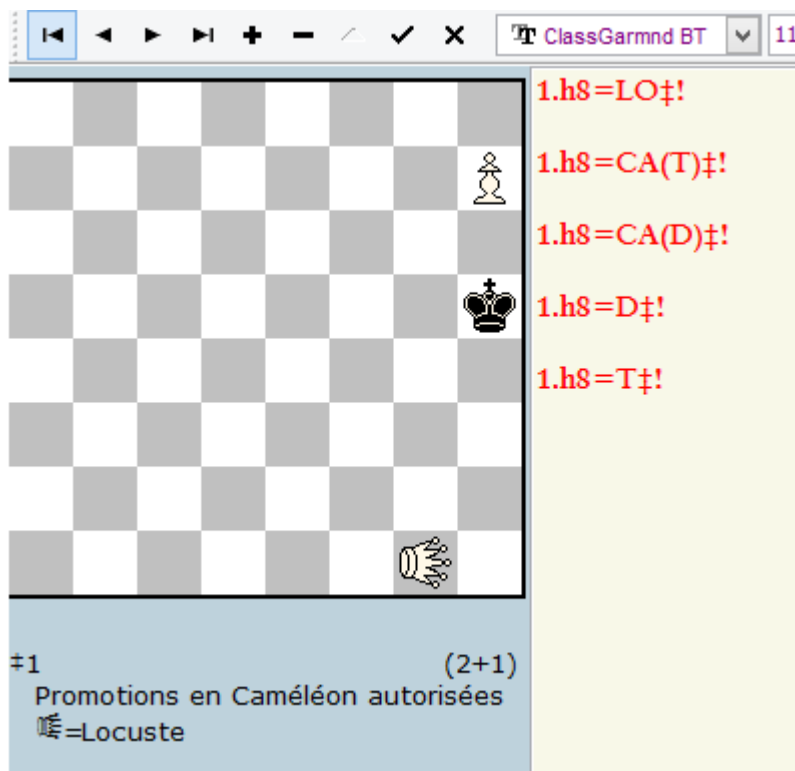 ClassGarmnd BT 11
1.h8=LO‡!
1.h8=CA(T)‡!
1.h8=CA(D)‡!
1.h8=D‡!
1.h8=T‡!
‡1 (2+1)
Promotions en Caméléon autorisées
=Locuste